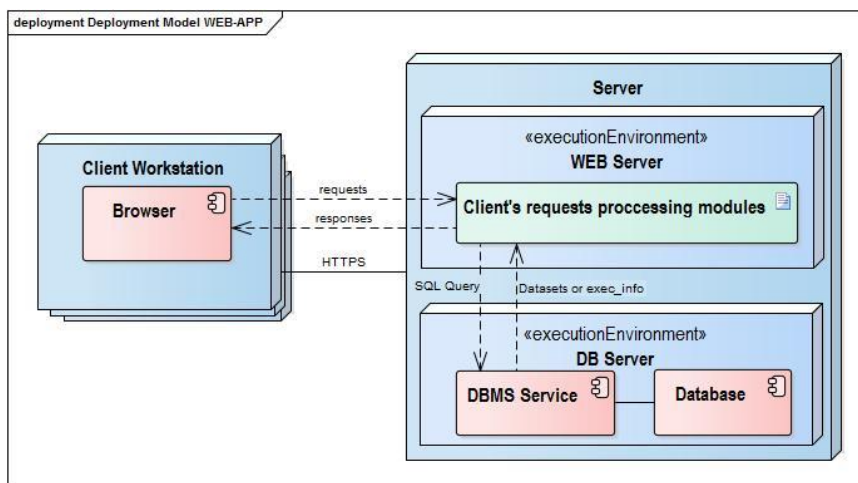 deployment Deployment Model WEB-APP
Server
«executionEnvironment»
WEB Server
Client Workstation
Browser
requests
responses
HTTPS
Client's requests proccessing modules
SQL Query
Datasets or exec_info
«executionEnvironment»
DB Server
DBMS Service
Database